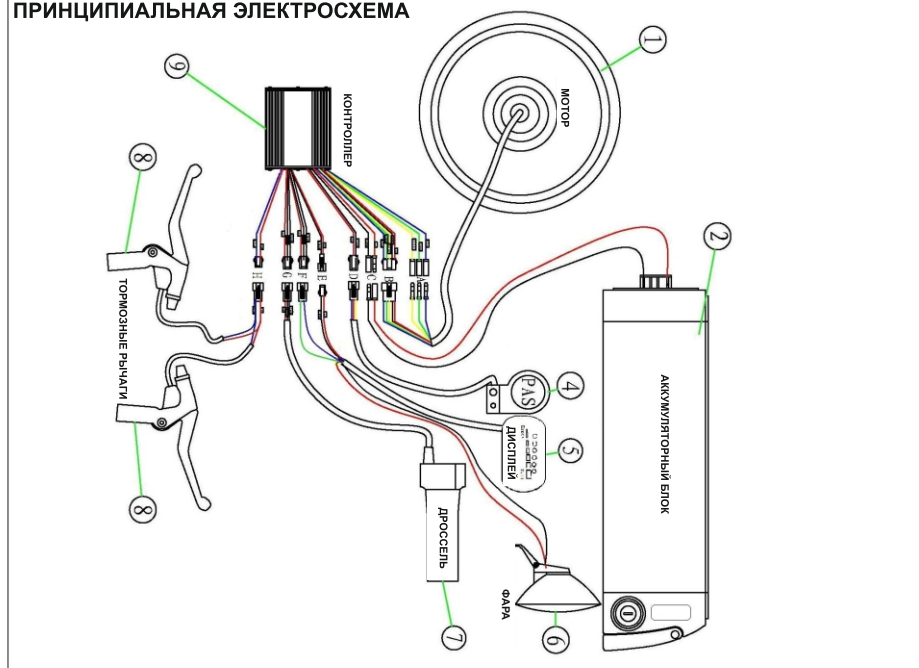 ПРИНЦИПИАЛЬНАЯ ЭЛЕКТРОСХЕМА
1
МОТОР
9
КОНТРОЛЛЕР
8
2
H
G
F
E
D
C
B
A
ТОРМОЗНЫЕ РЫЧАГИ
АККУМУЛЯТОРНЫЙ БЛОК
PAS
4
ДИСПЛЕЙ
5
8
ДРОССЕЛЬ
ФАРА
7
6